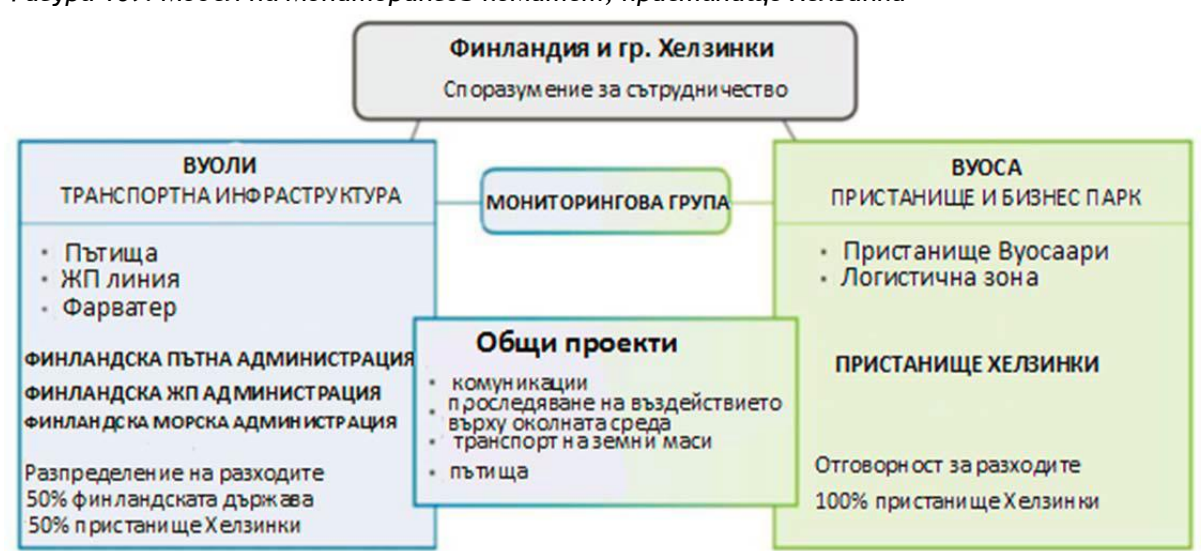 Финландия и гр. Хелзинки
Споразумение за сътрудничество
ВУОЛИ
ТРАНСПОРТНА ИНФРАСТРУКТУРА
• Пътища
• ЖП линия
• Фарватер
ФИНЛАНДСКА ПЪТНА АДМИНИСТРАЦИЯ
ФИНЛАНДСКА ЖП АДМИНИСТРАЦИЯ
ФИНЛАНДСКА МОРСКА АДМИНИСТРАЦИЯ
Разпределение на разходите
50% финландската държава
50% пристанище Хелзинки
МОНИТОРИНГОВА ГРУПА
Общи проекти
• комуникации
• проследяване на въздействието
върху околната среда
• транспорт на земни маси
• пътища
ВУОСА
ПРИСТАНИЩЕ И БИЗНЕС ПАРК
• Пристанище Вуосаари
• Логистична зона
ПРИСТАНИЩЕ ХЕЛЗИНКИ
Отговорност за разходите
100% пристанище Хелзинки